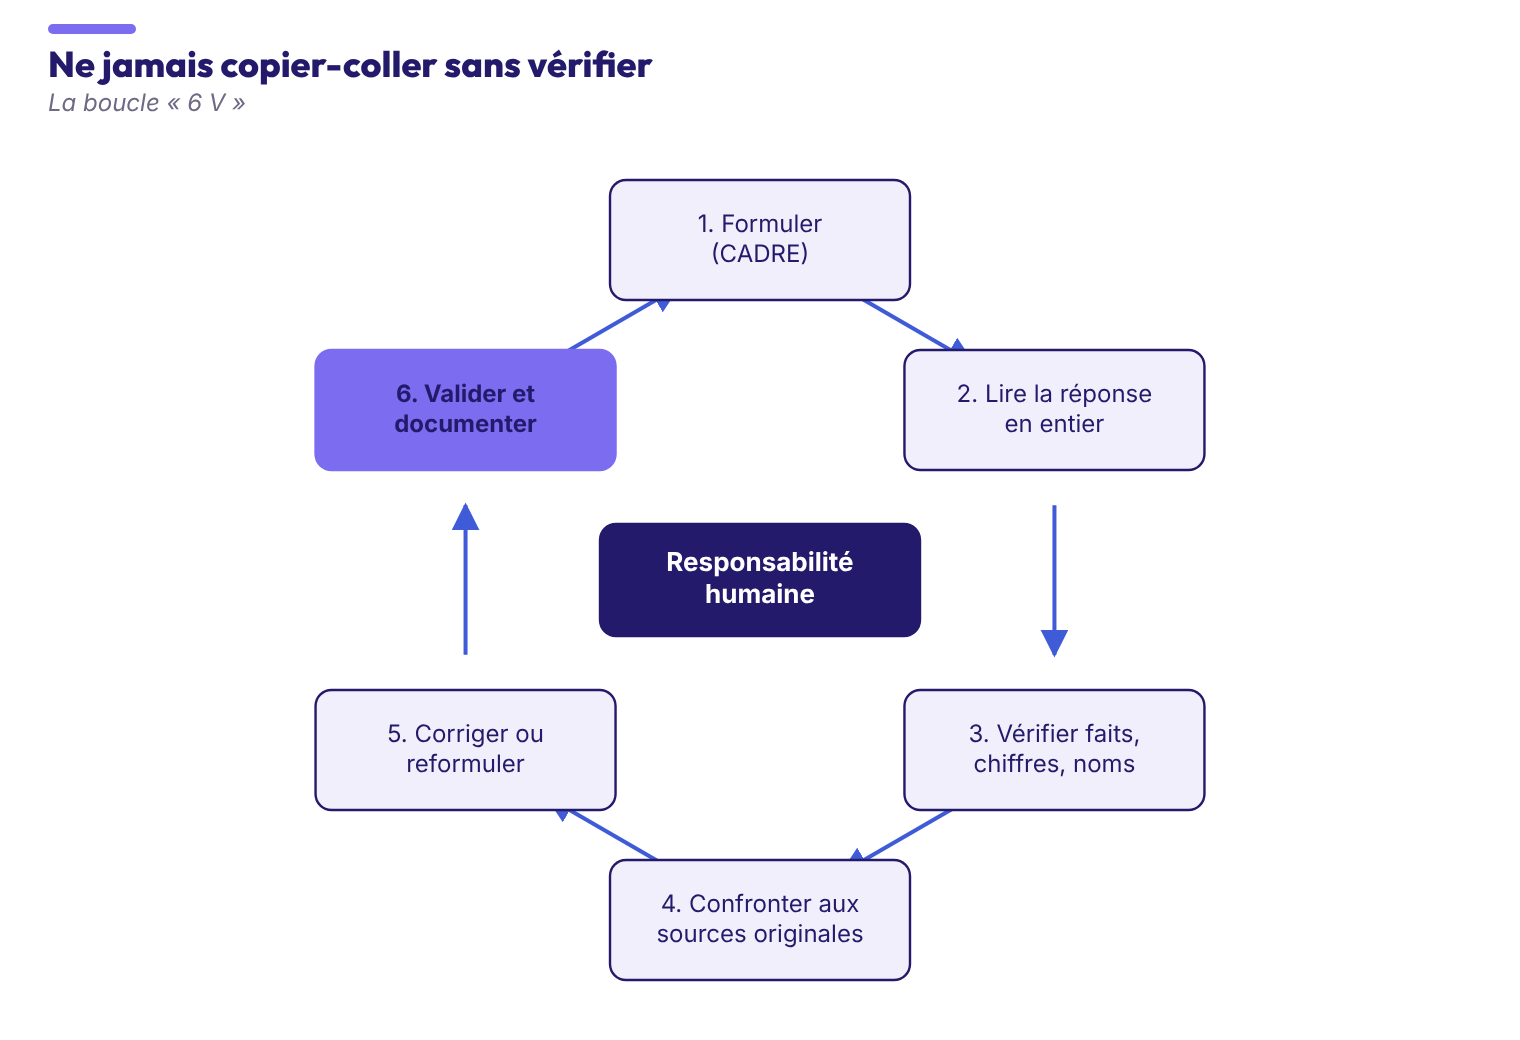 Ne jamais copier-coller sans vérifier
La boucle « 6 V »
1. Formuler
(CADRE)
6. Valider et
documenter
2. Lire la réponse
en entier
Responsabilité
humaine
5. Corriger ou
reformuler
3. Vérifier faits,
chiffres, noms
4. Confronter aux
sources originales